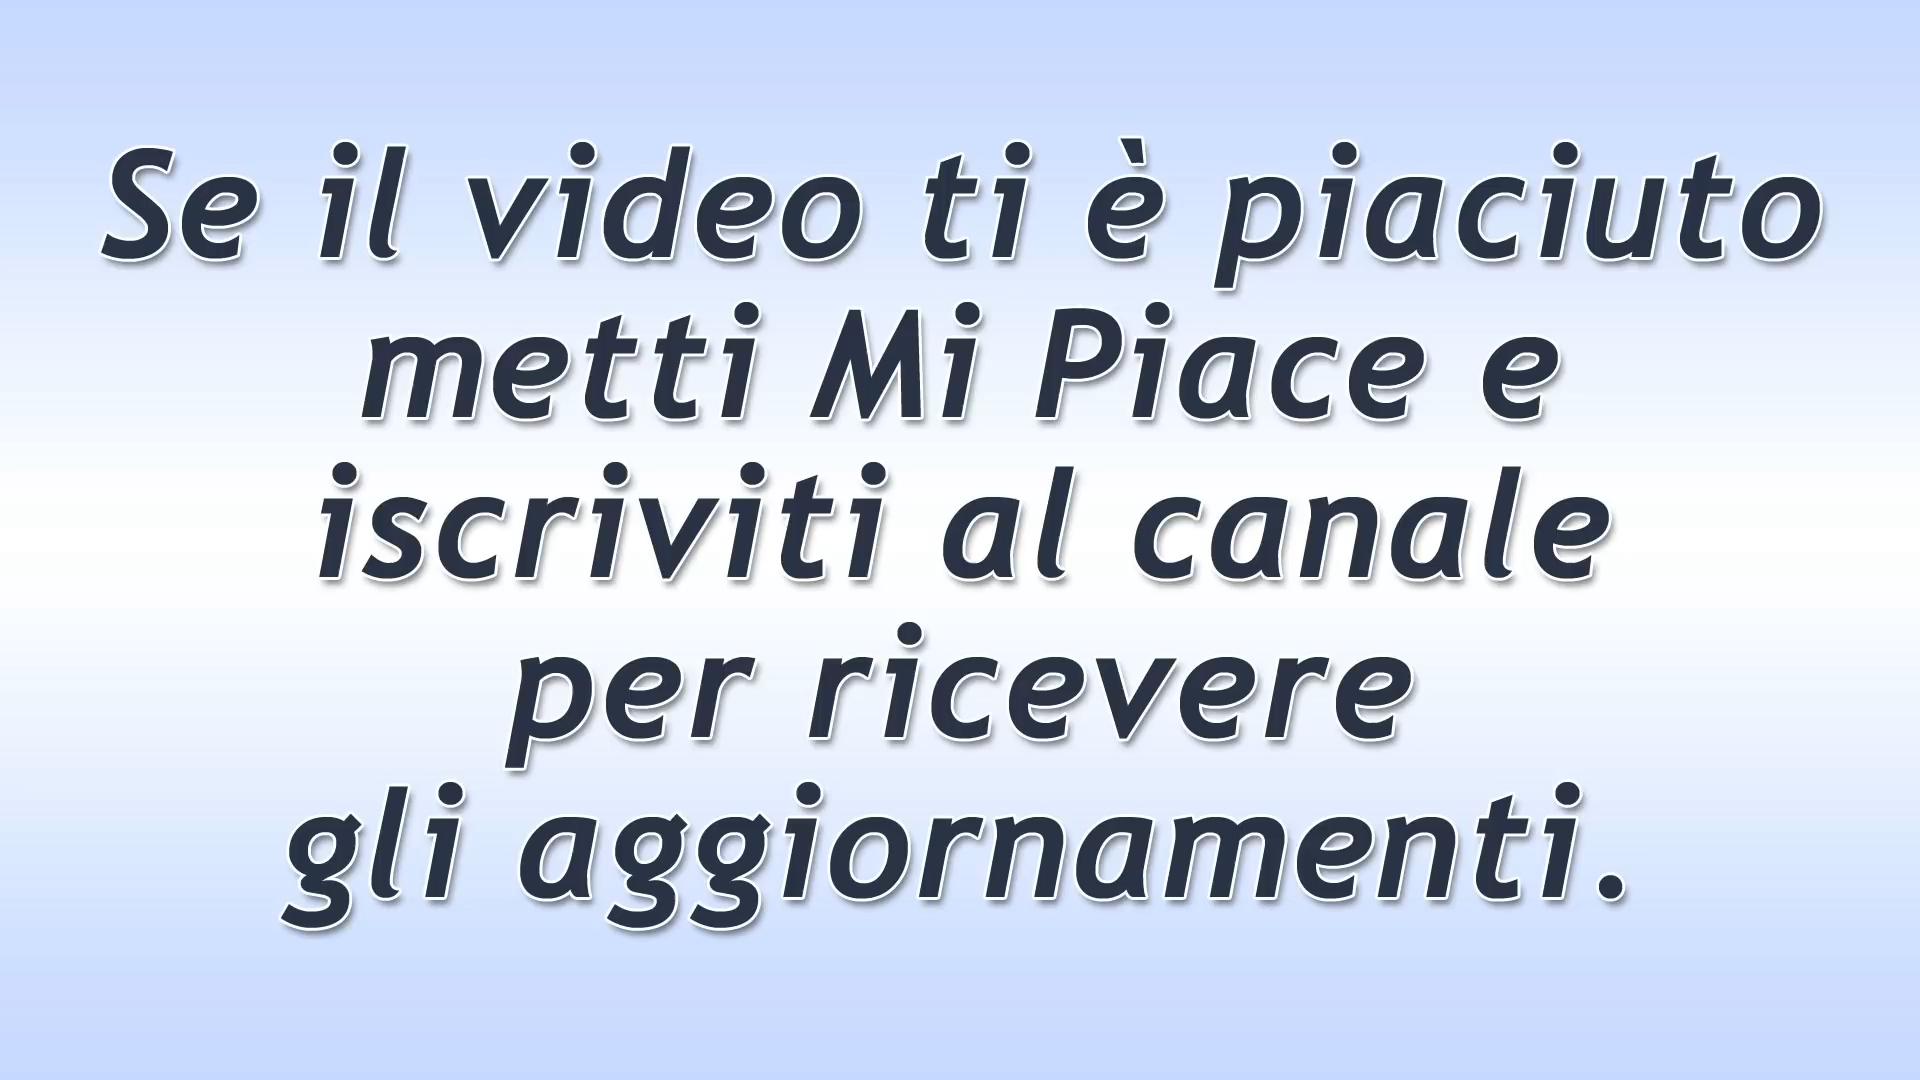 Se il video ti è piaciuto
metti Mi Piace e
iscriviti al canale
per ricevere
gli aggiornamenti.